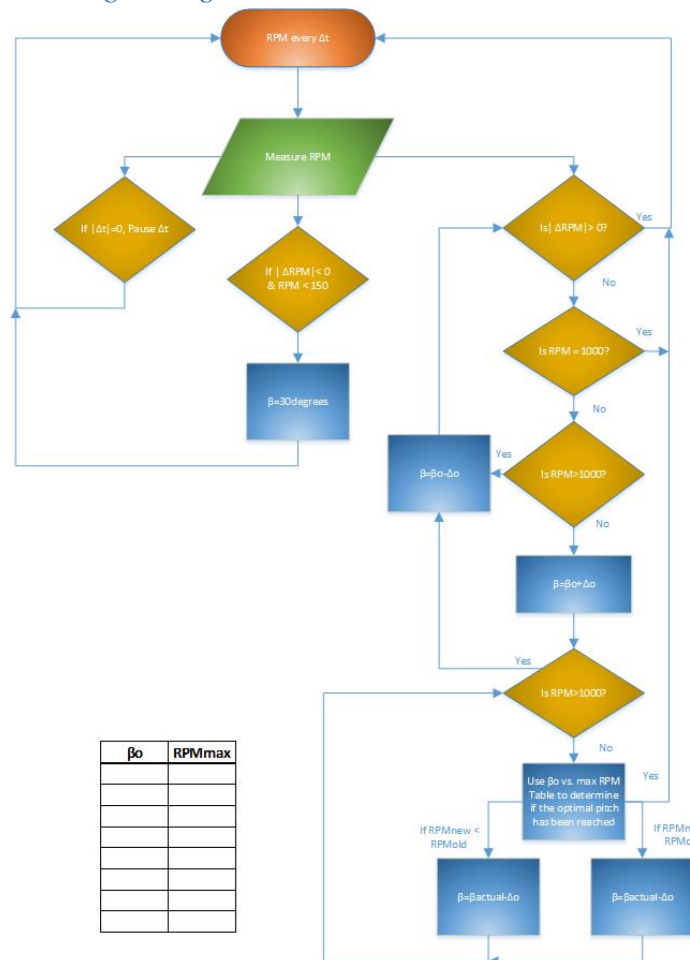 RPM every Δt
Measure RPM
If |Δt|=0, Pause Δt
If | ΔRPM|< 0
& RPM < 150
β=30degrees
Is| ΔRPM|> 0?
Yes
No
Is RPM = 1000?
Yes
No
Is RPM>1000?
Yes
No
β=βo-Δo
β=βo+Δo
Is RPM>1000?
Yes
No
Use βo vs. max RPM
Table to determine
if the optimal pitch
has been reached
Yes
If RPMnew <
RPMold
β=βactual-Δo
β=βactual-Δo
βo RPMmax